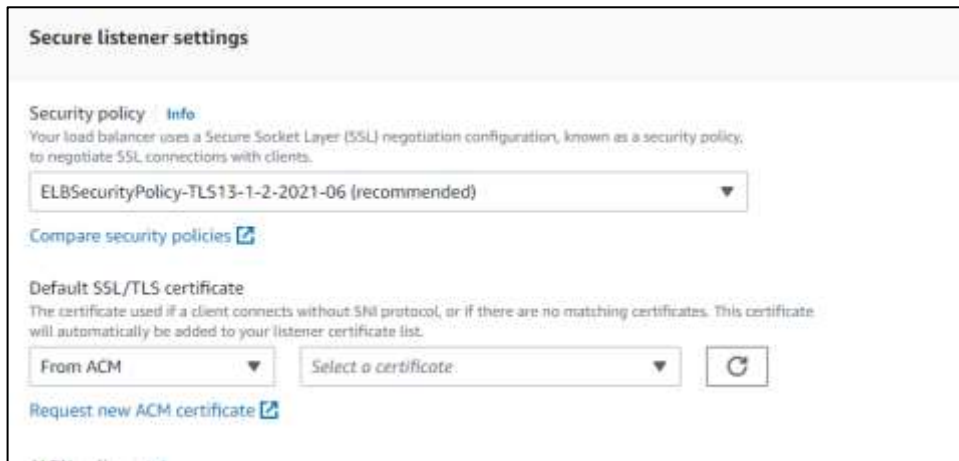 Secure listener settings
Security policy Info
Your load balancer uses a Secure Socket Layer (SSL) negotiation configuration, known as a security policy,
to negotiate SSL connections with clients.
ELBSecurityPolicy-TLS13-1-2-2021-06 (recommended)
Compare security policies
Default SSL/TLS certificate
The certificate used if a client connects without SNI protocol, or if there are no matching certificates. This certificate
will automatically be added to your listener certificate list.
From ACM Select a certificate
Request new ACM certificate